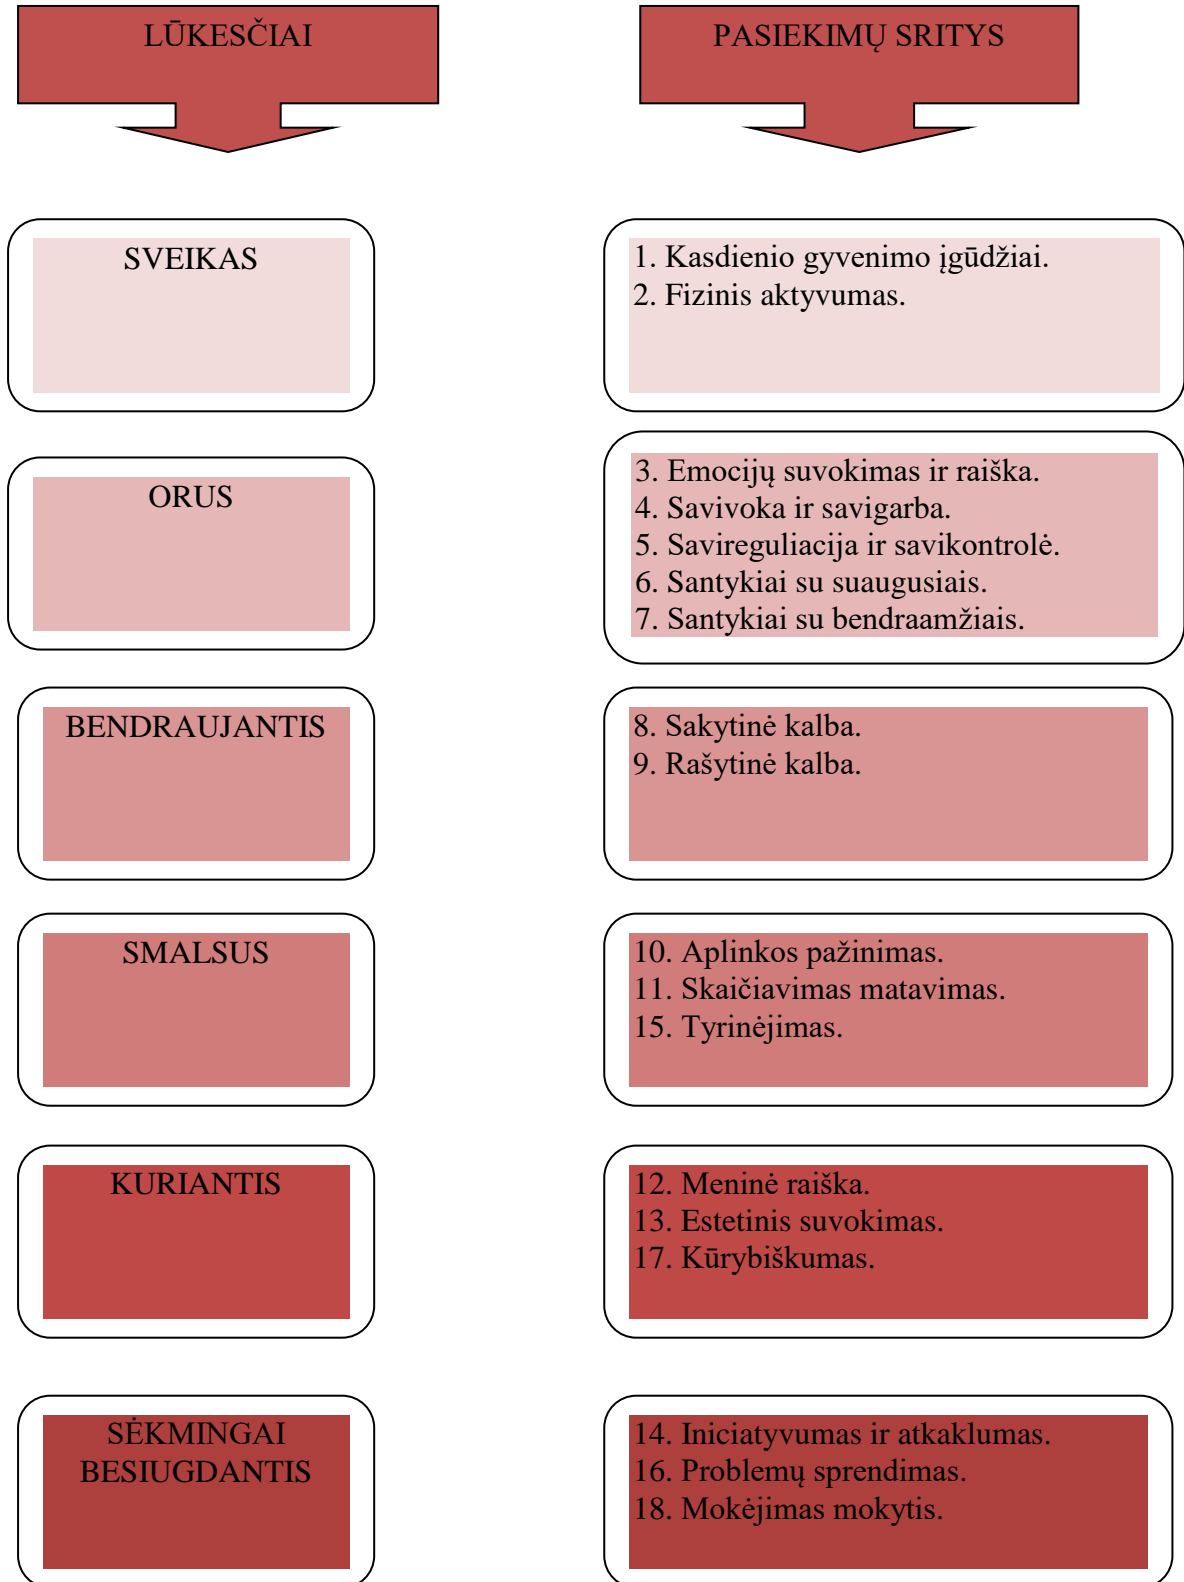 LŪKESČIAI
PASIEKIMŲ SRITYS
SVEIKAS
1. Kasdienio gyvenimo įgūdžiai.
2. Fizinis aktyvumas.
ORUS
3. Emocijų suvokimas ir raiška.
4. Savivoka ir savigarba.
5. Savireguliacija ir savikontrolė.
6. Santykiai su suaugusiais.
7. Santykiai su bendraamžiais.
BENDRAUJANTIS
8. Sakytinė kalba.
9. Rašytinė kalba.
SMALSUS
10. Aplinkos pažinimas.
11. Skaičiavimas matavimas.
15. Tyrinėjimas.
KURIANTIS
12. Meninė raiška.
13. Estetinis suvokimas.
17. Kūrybiškumas.
SĖKMINGAI
BESIUGDANTIS
14. Iniciatyvumas ir atkaklumas.
16. Problemų sprendimas.
18. Mokėjimas mokytis.